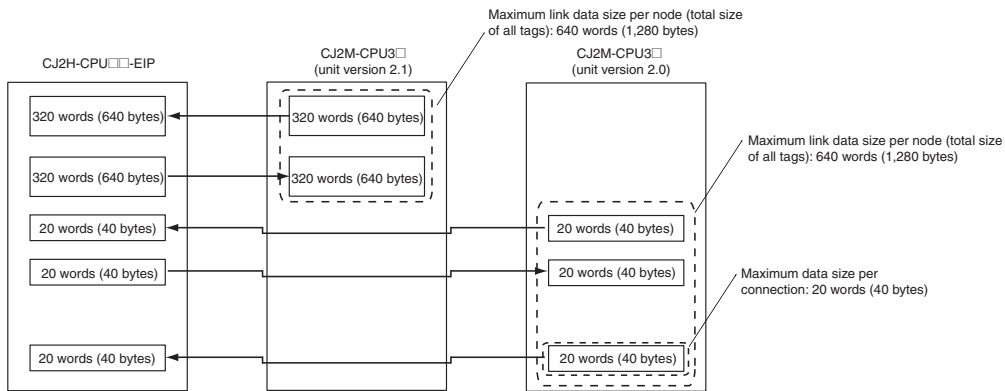 Maximum link data size per node (total size
of all tags): 640 words (1,280 bytes)
CJ2H-CPU□□-EIP
CJ2M-CPU3□
(unit version 2.1)
CJ2M-CPU3□
(unit version 2.0)
320 words (640 bytes)
320 words (640 bytes)
Maximum link data size per node (total size
of all tags): 640 words (1,280 bytes)
320 words (640 bytes)
320 words (640 bytes)
20 words (40 bytes)
20 words (40 bytes)
20 words (40 bytes)
20 words (40 bytes)
Maximum data size per
connection: 20 words (40 bytes)
20 words (40 bytes)
20 words (40 bytes)